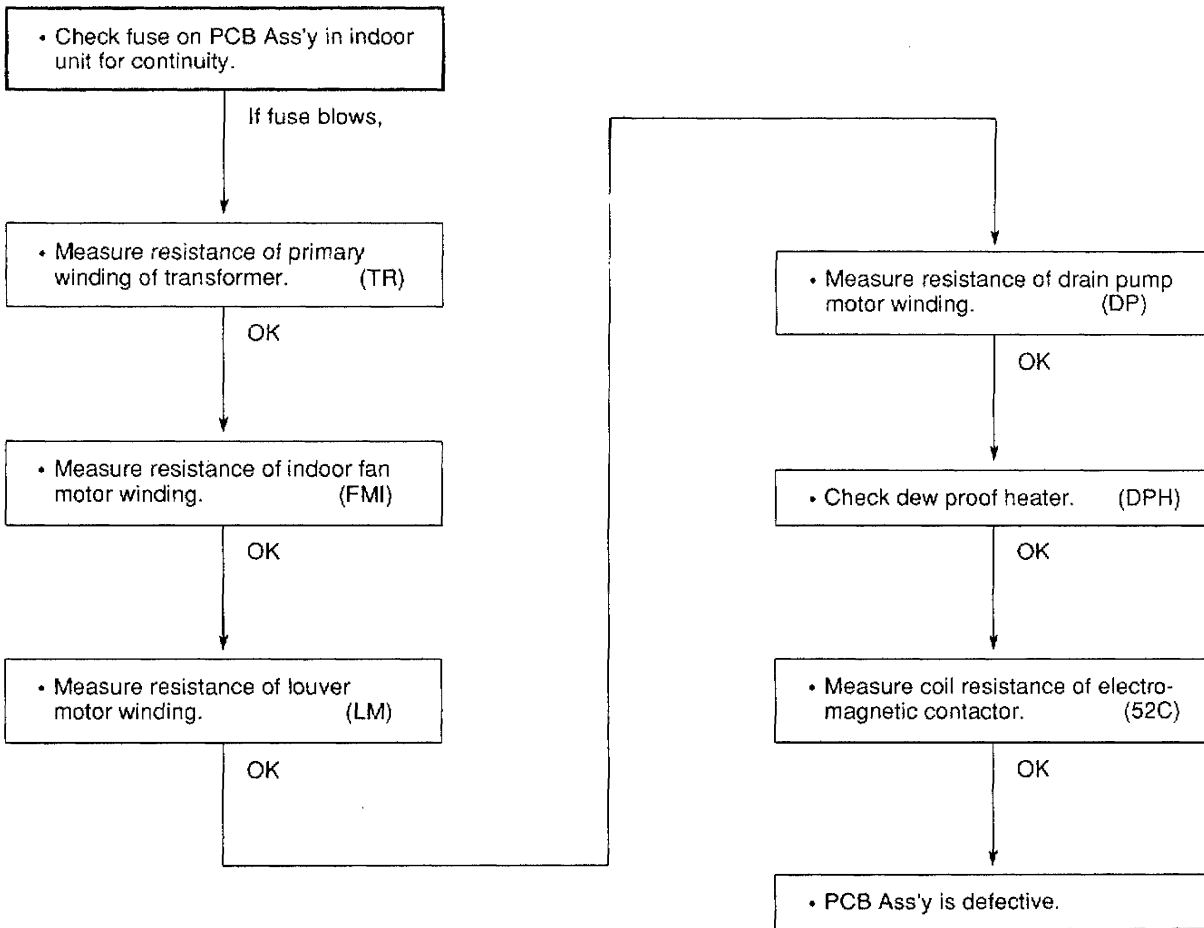 • Check fuse on PCB Ass'y in indoor
unit for continuity.
If fuse blows,
• Measure resistance of primary
winding of transformer. (TR)
OK
• Measure resistance of indoor fan
motor winding. (FMI)
OK
• Measure resistance of louver
motor winding. (LM)
OK
• Measure resistance of drain pump
motor winding. (DP)
OK
• Check dew proof heater. (DPH)
OK
• Measure coil resistance of electro-
magnetic contactor. (52C)
OK
• PCB Ass'y is defective.